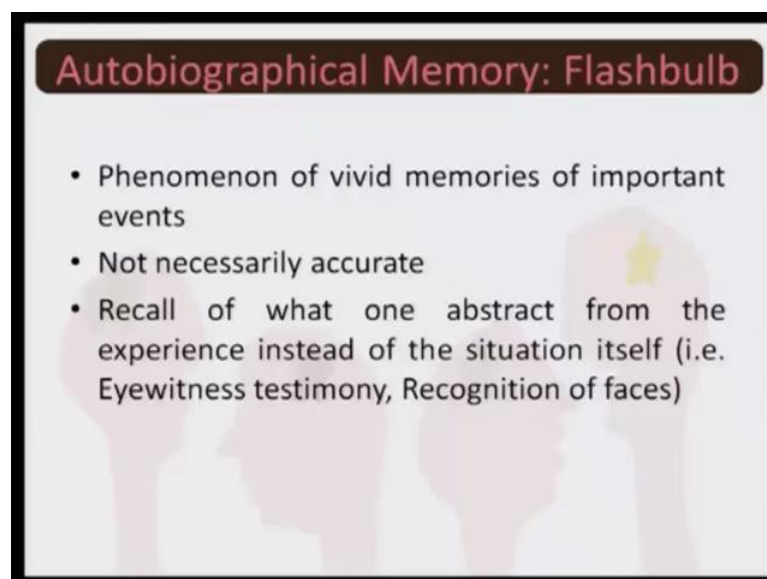 Autobiographical Memory: Flashbulb
• Phenomenon of vivid memories of important
events
• Not necessarily accurate
• Recall of what one abstract from the
experience instead of the situation itself (i.e.
Eyewitness testimony, Recognition of faces)